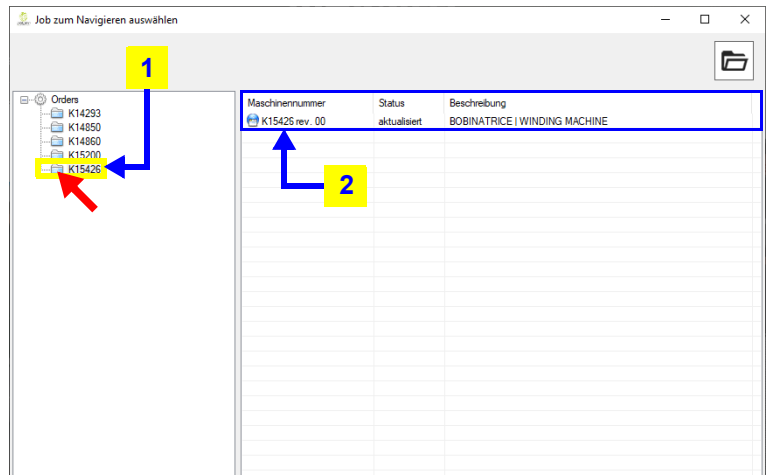 Job zum Navigieren auswählen
1
Orders
K14293
K14850
K14860
K15200
K15426
Maschinennummer Status Beschreibung
K15426 rev. 00 aktualisiert BOBINATRICE | WINDING MACHINE
2